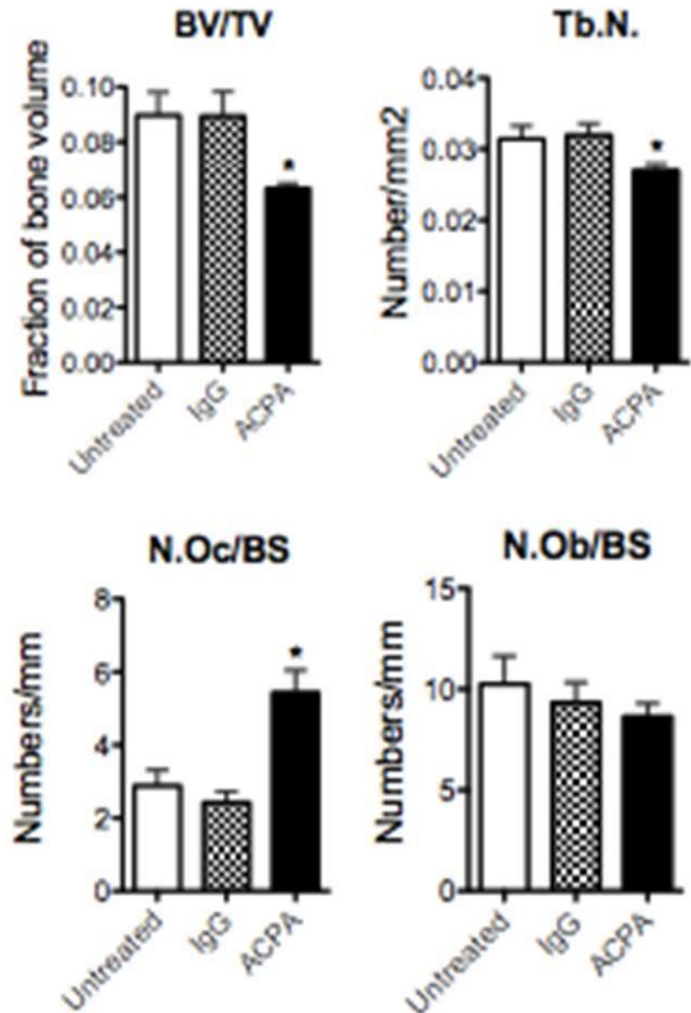 BV/TV
Fraction of bone volume
0.10
0.08
0.06
0.04
0.02
0.00
*
Untreated
IgG
ACPA
Tb.N.
Number/mm2
0.04
0.03
0.02
0.01
0.00
*
Untreated
IgG
ACPA
N.Oc/BS
Numbers/mm
8
6
4
2
0
*
Untreated
IgG
ACPA
N.Ob/BS
Numbers/mm
15
10
5
0
Untreated
IgG
ACPA